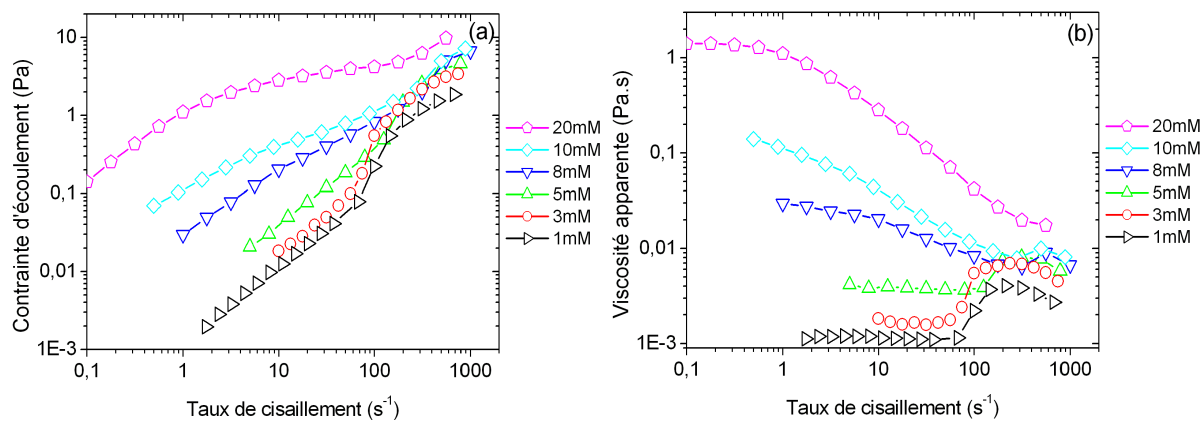 (a)
Contrainte d'écoulement (Pa)
10
1
0,1
0,01
1E-3
0,1
1
10
100
1000
Taux de cisaillement (s⁻¹)
20mM
10mM
8mM
5mM
3mM
1mM
(b)
Viscosité apparente (Pa.s)
1
0,1
0,01
1E-3
0,1
1
10
100
1000
Taux de cisaillement (s⁻¹)
20mM
10mM
8mM
5mM
3mM
1mM